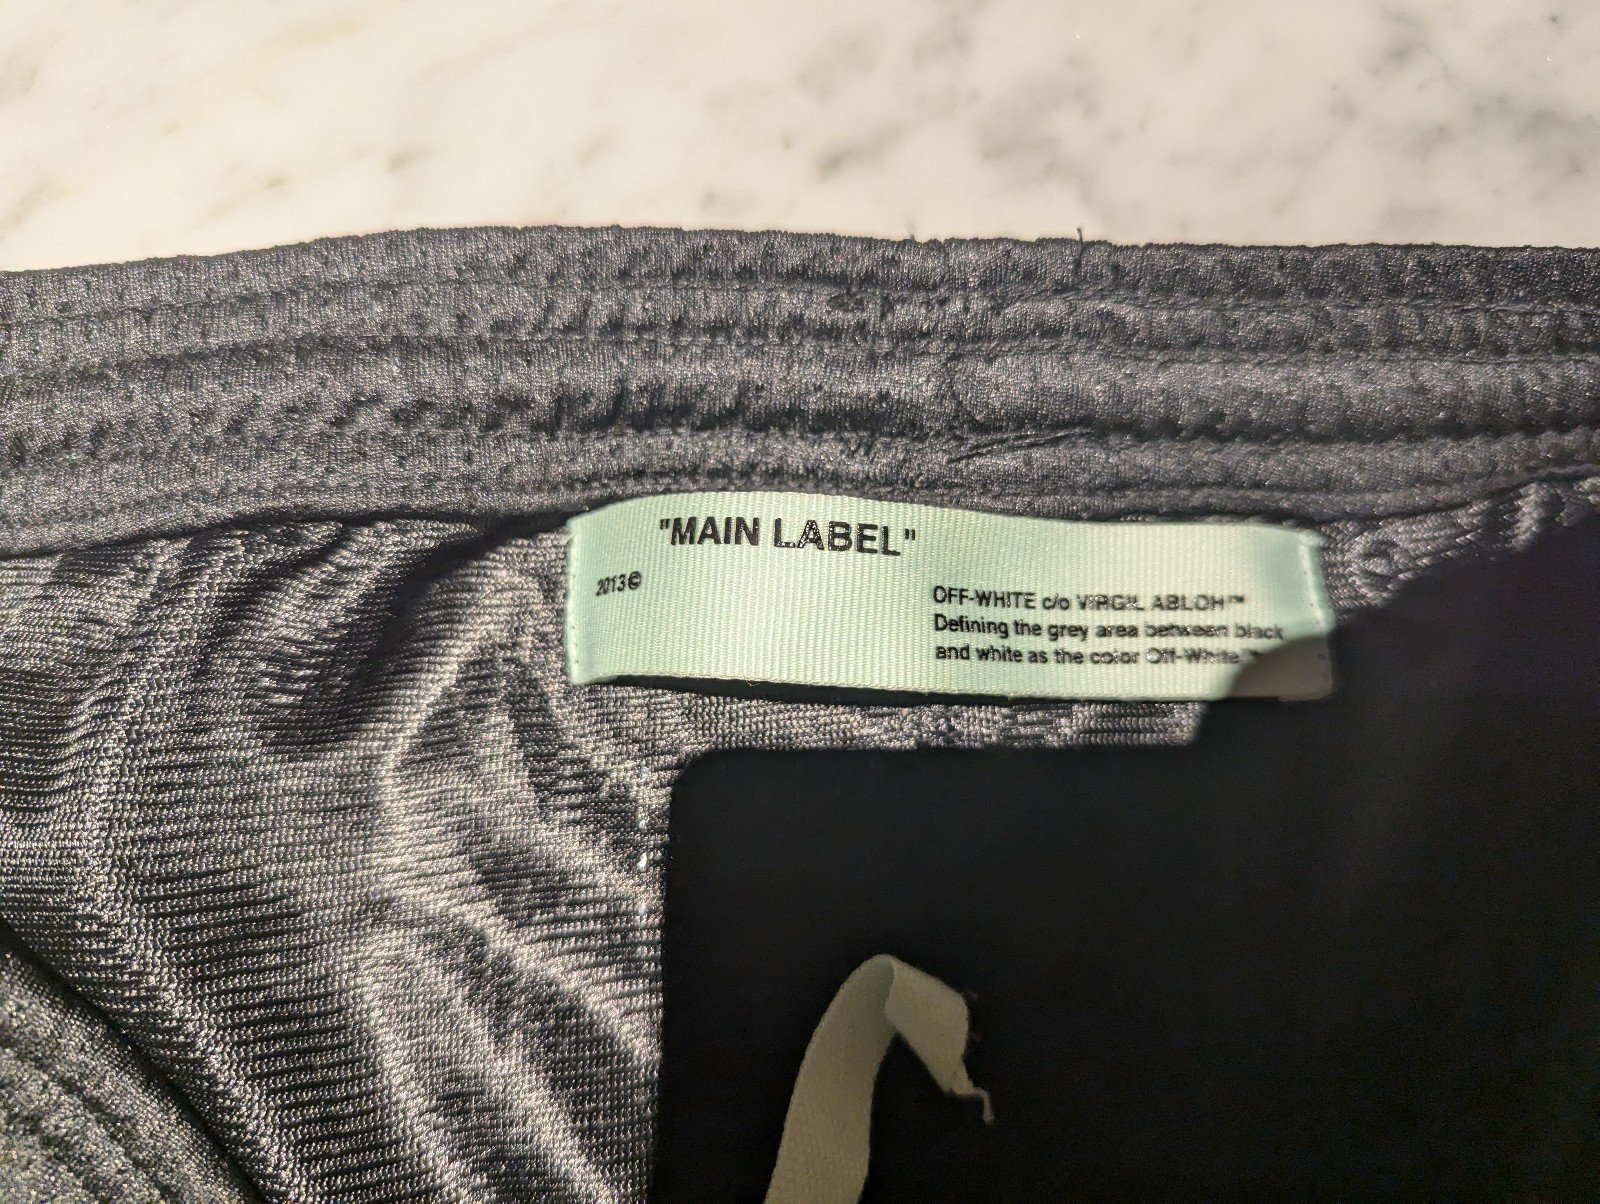 "MAIN LABEL"
2013©
OFF-WHITE c/o VIRGIL ABLOH™
Defining the grey area between black
and white as the color Off-White.™